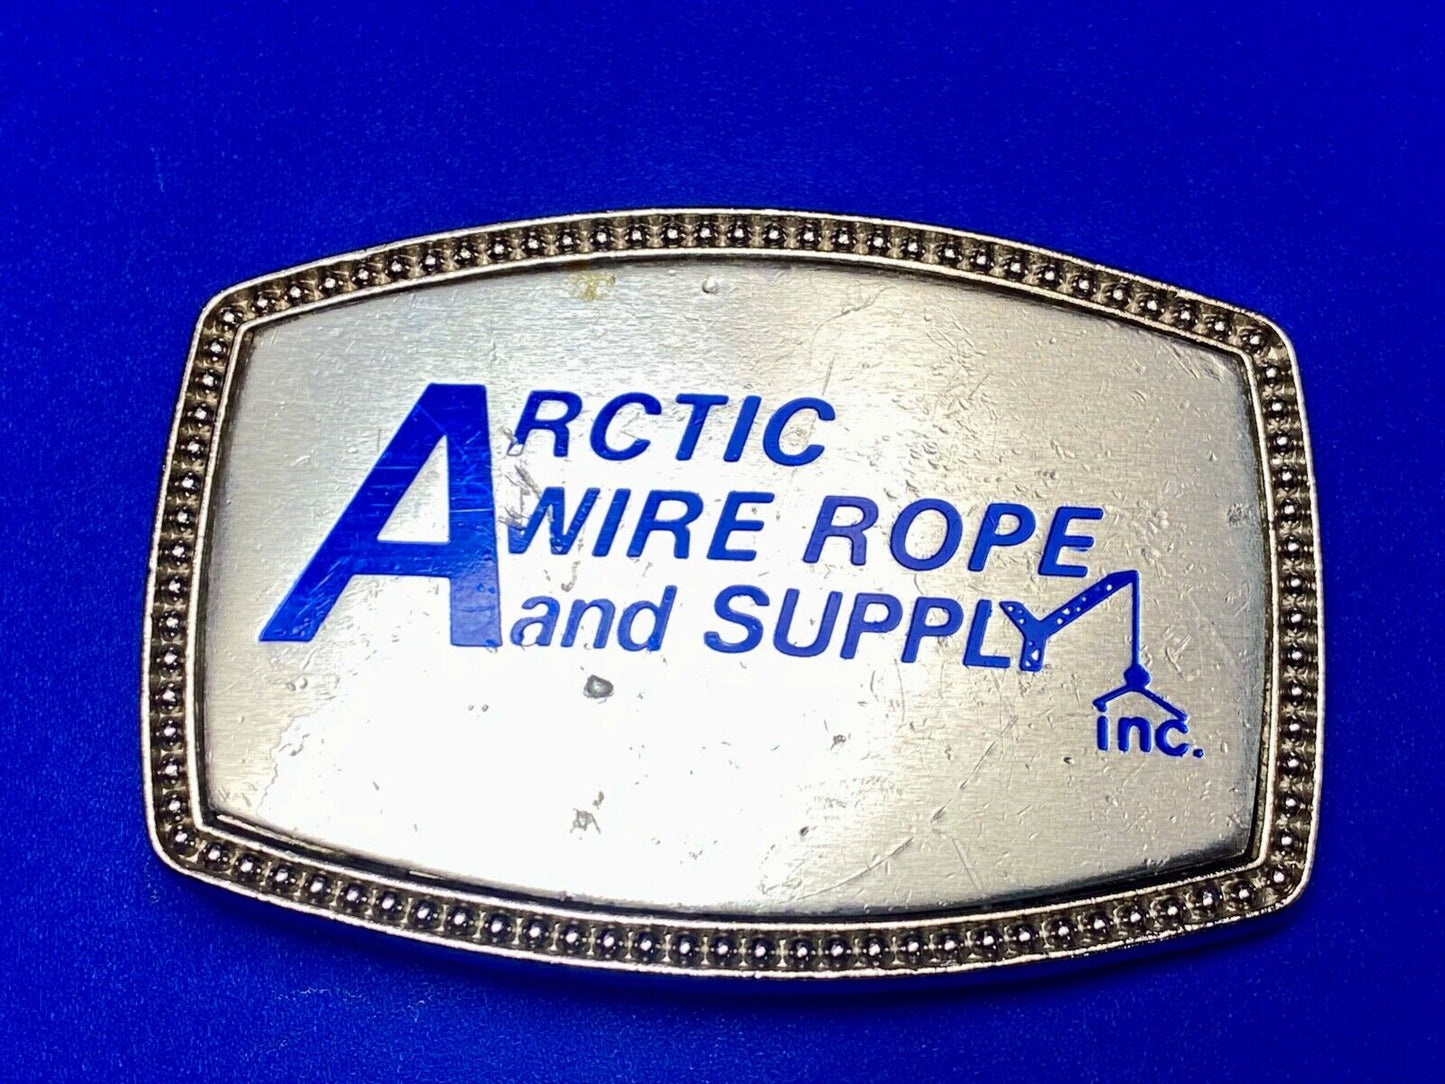 ARCTIC
WIRE ROPE
and SUPPLY
inc.